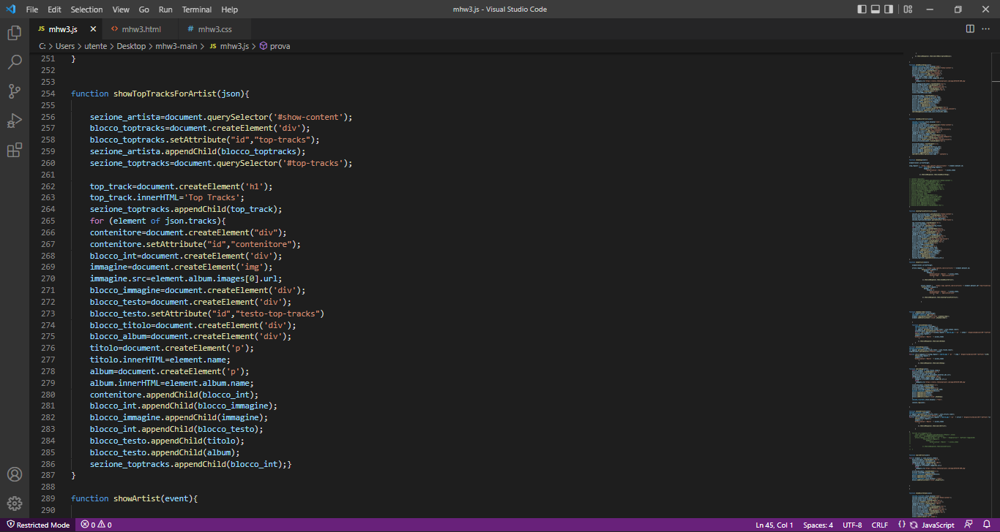 File Edit Selection View Go Run Terminal Help
mhw3.js - Visual Studio Code
JS mhw3.js
<> mhw3.html
# mhw3.css
C: > Users > utente > Desktop > mhw3-main > JS mhw3.js > prova
251 }
252
253
254 function showTopTracksForArtist(json){
255
256 sezione_artista=document.querySelector('#show-content');
257 blocco_toptracks=document.createElement('div');
258 blocco_toptracks.setAttribute("id","top-tracks");
259 sezione_artista.appendChild(blocco_toptracks);
260 sezione_toptracks=document.querySelector('#top-tracks');
261
262 top_track=document.createElement('h1');
263 top_track.innerHTML='Top Tracks';
264 sezione_toptracks.appendChild(top_track);
265 for (element of json.tracks){
266 contenitore=document.createElement("div");
267 contenitore.setAttribute("id","contenitore");
268 blocco_int=document.createElement('div');
269 immagine=document.createElement('img');
270 immagine.src=element.album.images[0].url;
271 blocco_immagine=document.createElement('div');
272 blocco_testo=document.createElement('div');
273 blocco_testo.setAttribute("id","testo-top-tracks")
274 blocco_titolo=document.createElement('div');
275 blocco_album=document.createElement('div');
276 titolo=document.createElement('p');
277 titolo.innerHTML=element.name;
278 album=document.createElement('p');
279 album.innerHTML=element.album.name;
280 contenitore.appendChild(blocco_int);
281 blocco_int.appendChild(blocco_immagine);
282 blocco_immagine.appendChild(immagine);
283 blocco_int.appendChild(blocco_testo);
284 blocco_testo.appendChild(titolo);
285 blocco_testo.appendChild(album);
286 sezione_toptracks.appendChild(blocco_int);}
287 }
288
289 function showArtist(event){
290
Restricted Mode 0 0 Ln 45, Col 1 Spaces: 4 UTF-8 CRLF {} JavaScript